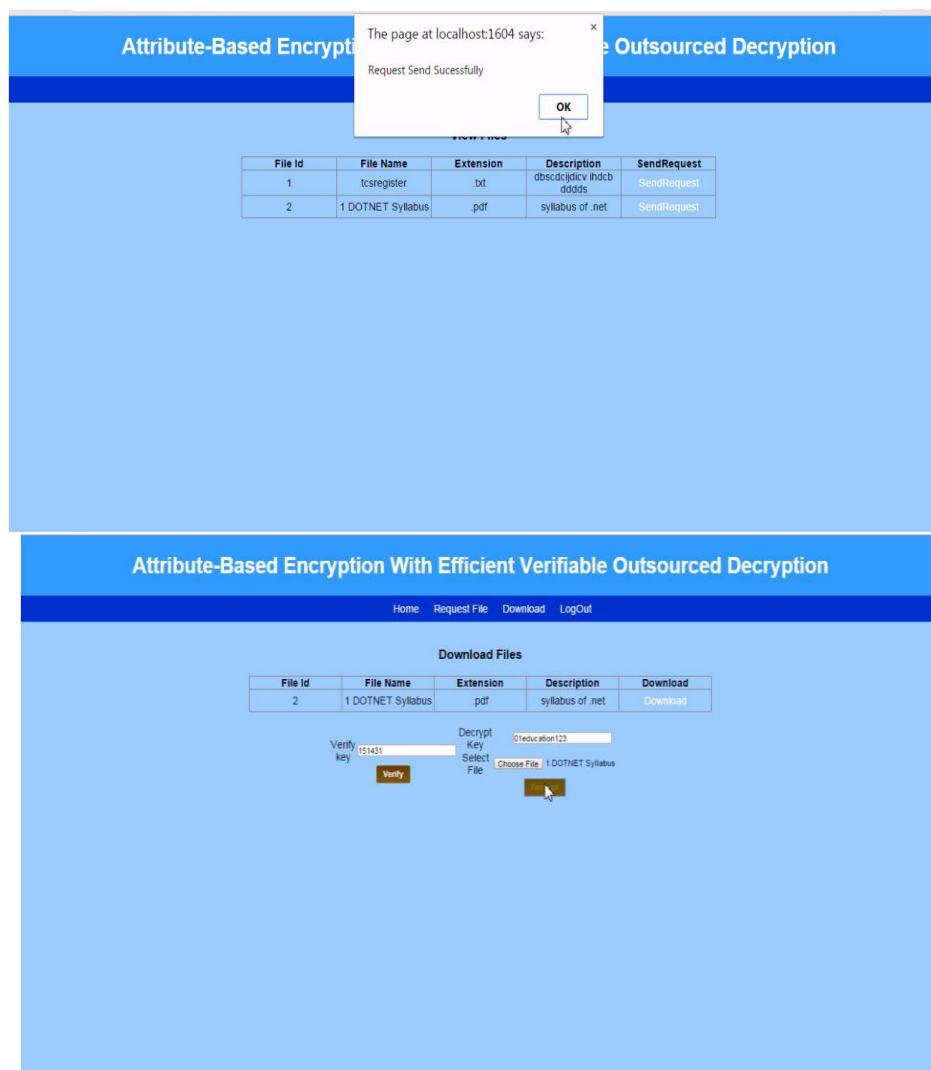 The page at localhost:1604 says:
×
Attribute-Based Encrypti
e Outsourced Decryption
Request Send Sucessfully
OK
View Files
File Id File Name Extension Description SendRequest
1 tcsregister .txt dbscdcijdicv ihdcb SendRequest
dddds
2 1 DOTNET Syllabus .pdf syllabus of .net SendRequest
Attribute-Based Encryption With Efficient Verifiable Outsourced Decryption
Home Request File Download LogOut
Download Files
File Id File Name Extension Description Download
2 1 DOTNET Syllabus .pdf syllabus of .net Download
Verify key 151431
Verify
Decrypt Key 01education123
Select File Choose File 1 DOTNET Syllabus